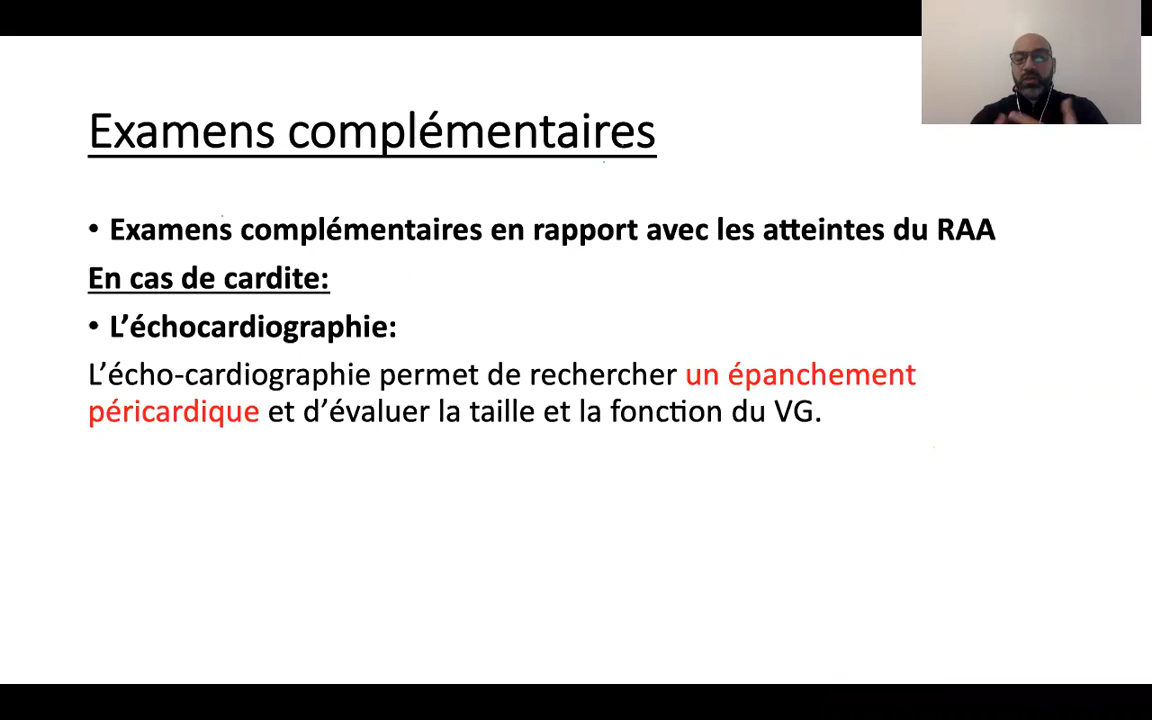 Examens complémentaires
• Examens complémentaires en rapport avec les atteintes du RAA
En cas de cardite:
• L’échocardiographie:
L’écho-cardiographie permet de rechercher un épanchement
péricardique et d’évaluer la taille et la fonction du VG.